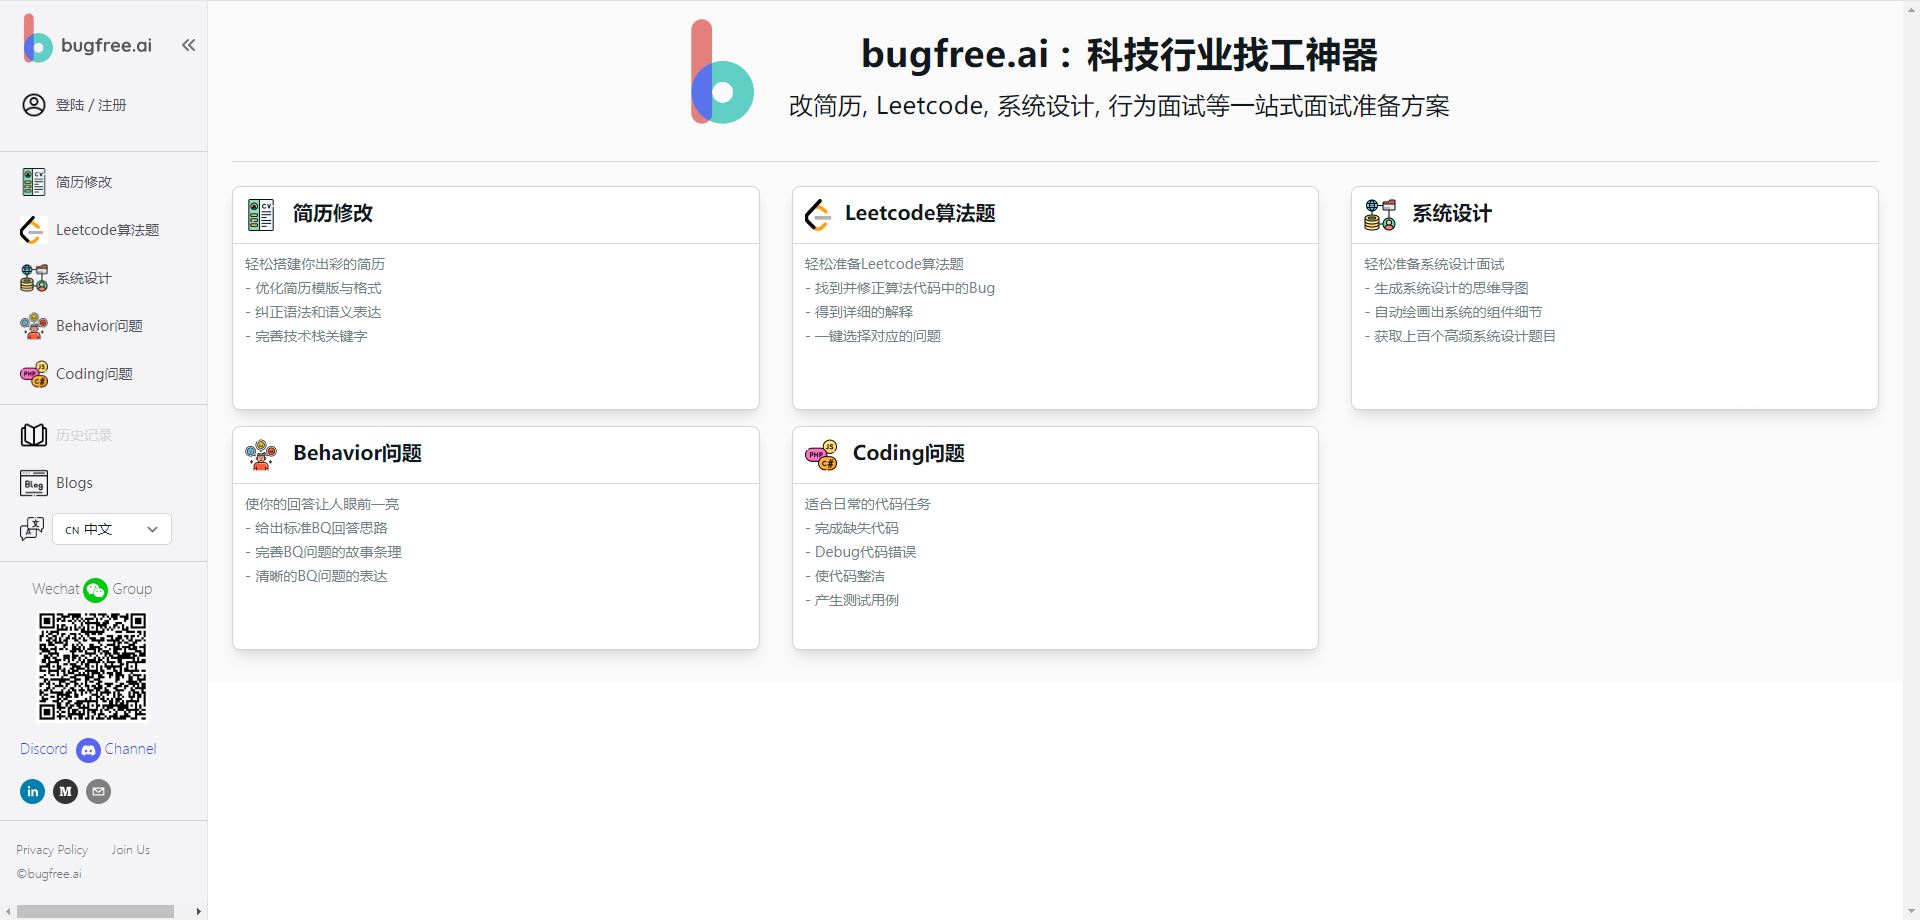 bugfree.ai
登陆 / 注册
简历修改
Leetcode算法题
系统设计
Behavior问题
Coding问题
历史记录
Blogs
CN 中文
Wechat Group
Discord Channel
Privacy Policy Join Us
©bugfree.ai
bugfree.ai：科技行业找工神器
改简历, Leetcode, 系统设计, 行为面试等一站式面试准备方案
简历修改
轻松搭建你出彩的简历
- 优化简历模版与格式
- 纠正语法和语义表达
- 完善技术栈关键字
Leetcode算法题
轻松准备Leetcode算法题
- 找到并修正算法代码中的Bug
- 得到详细的解释
- 一键选择对应的问题
系统设计
轻松准备系统设计面试
- 生成系统设计的思维导图
- 自动绘画出系统的组件细节
- 获取上百个高频系统设计题目
Behavior问题
使你的回答让人眼前一亮
- 给出标准BQ回答思路
- 完善BQ问题的故事条理
- 清晰的BQ问题的表达
Coding问题
适合日常的代码任务
- 完成缺失代码
- Debug代码错误
- 使代码整洁
- 产生测试用例